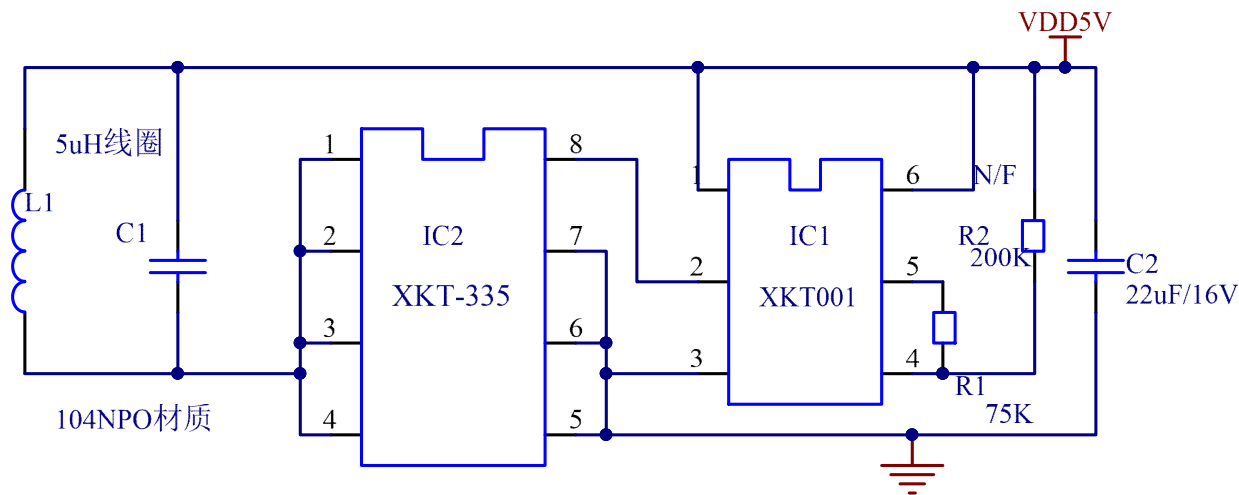 VDD5V
5uH线圈
1
8
1
6
N/F
L1
C1
2
IC2
7
IC1
R2
200K
C2
XKT-335
2
XKT001
5
22uF/16V
3
6
3
4
R1
75K
104NPO材质
4
5